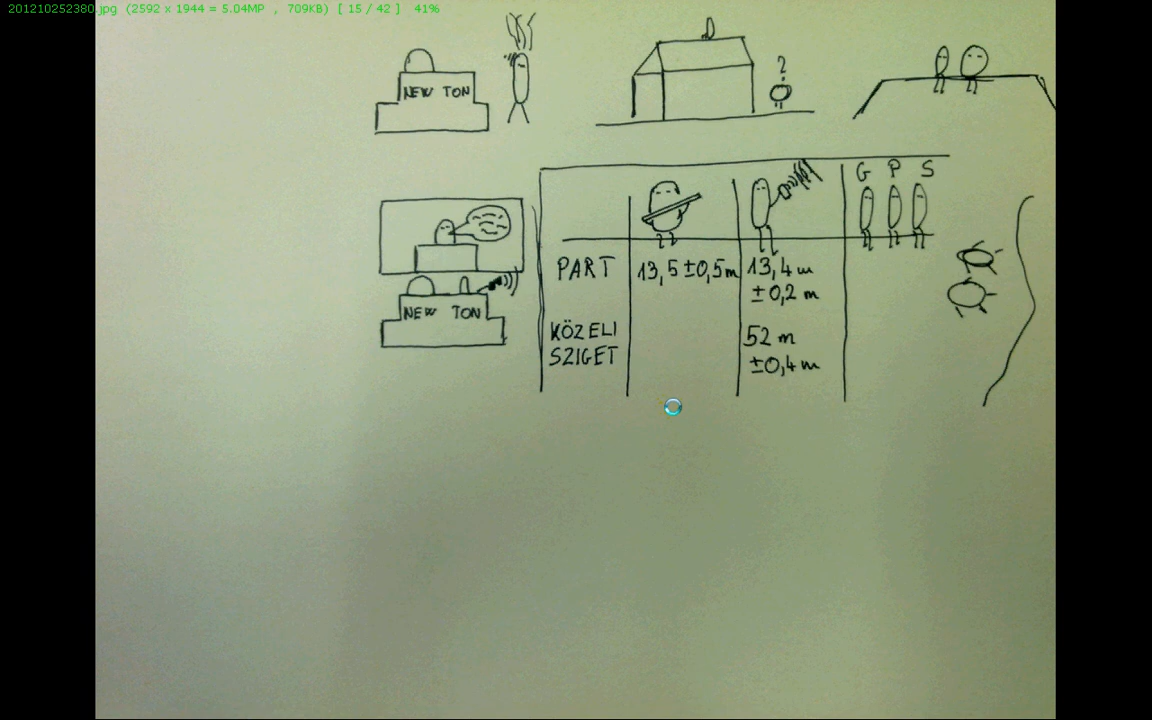 201210252380.jpg (2592 x 1944 = 5.04MP , 709KB) [ 15 / 42 ] 41%
NEW TON
?
G P S
PART 13,5 ±0,5m 13,4 m
±0,2 m
NEW TON
KÖZELI 52 m
SZIGET ±0,4 m